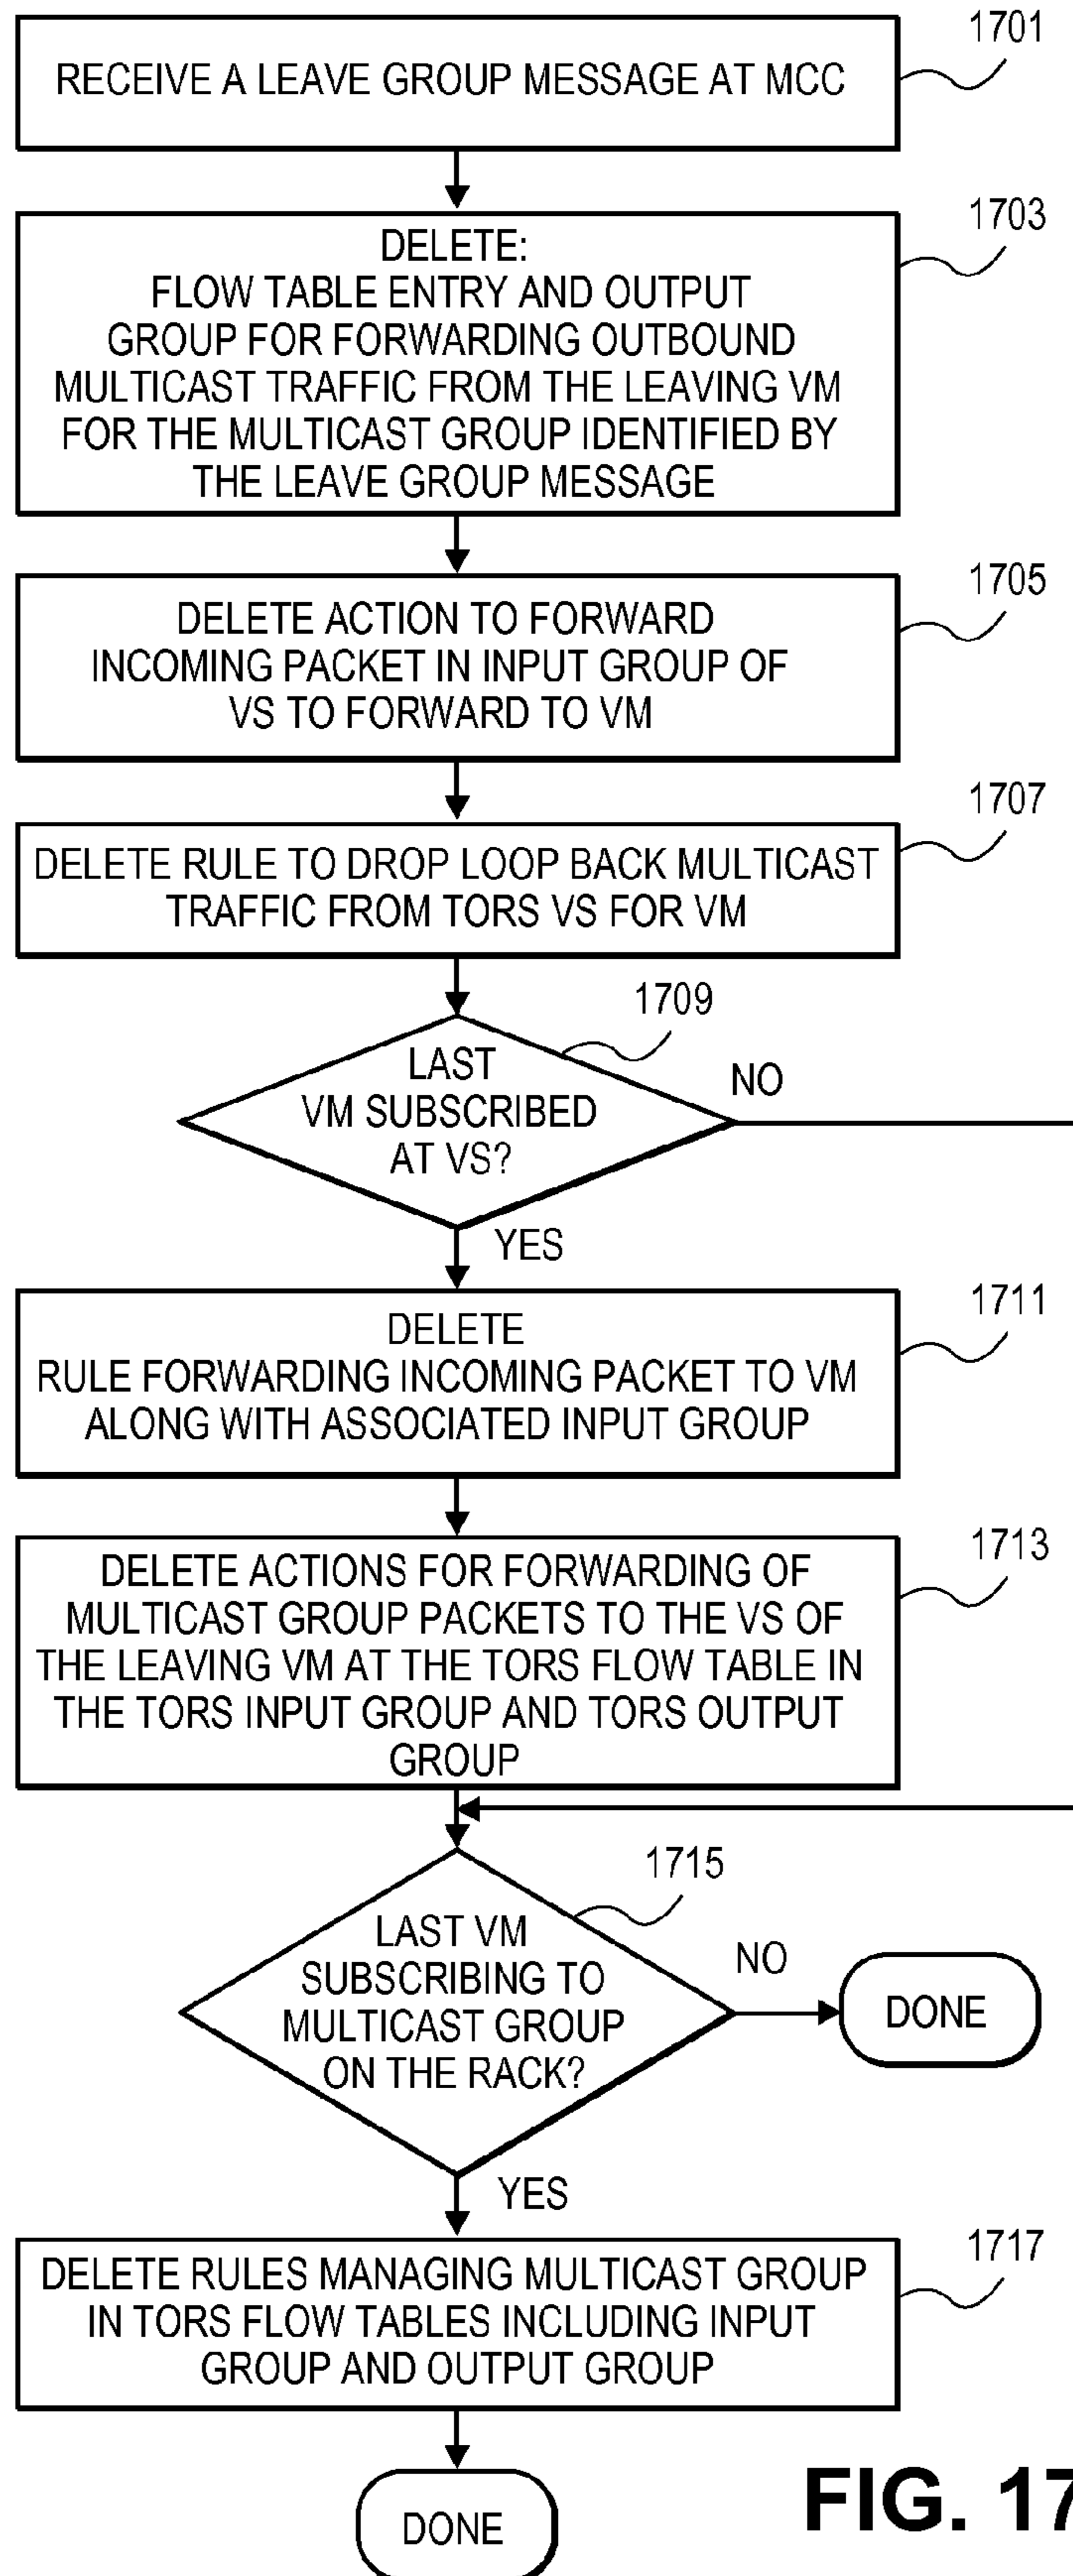 1701
RECEIVE A LEAVE GROUP MESSAGE AT MCC
1703
DELETE:
FLOW TABLE ENTRY AND OUTPUT
GROUP FOR FORWARDING OUTBOUND
MULTICAST TRAFFIC FROM THE LEAVING VM
FOR THE MULTICAST GROUP IDENTIFIED BY
THE LEAVE GROUP MESSAGE
1705
DELETE ACTION TO FORWARD
INCOMING PACKET IN INPUT GROUP OF
VS TO FORWARD TO VM
1707
DELETE RULE TO DROP LOOP BACK MULTICAST
TRAFFIC FROM TORS VS FOR VM
1709
LAST
VM SUBSCRIBED
AT VS?
NO
YES
1711
DELETE
RULE FORWARDING INCOMING PACKET TO VM
ALONG WITH ASSOCIATED INPUT GROUP
1713
DELETE ACTIONS FOR FORWARDING OF
MULTICAST GROUP PACKETS TO THE VS OF
THE LEAVING VM AT THE TORS FLOW TABLE IN
THE TORS INPUT GROUP AND TORS OUTPUT
GROUP
1715
LAST VM
SUBSCRIBING TO
MULTICAST GROUP
ON THE RACK?
NO
DONE
YES
1717
DELETE RULES MANAGING MULTICAST GROUP
IN TORS FLOW TABLES INCLUDING INPUT
GROUP AND OUTPUT GROUP
DONE
FIG. 17